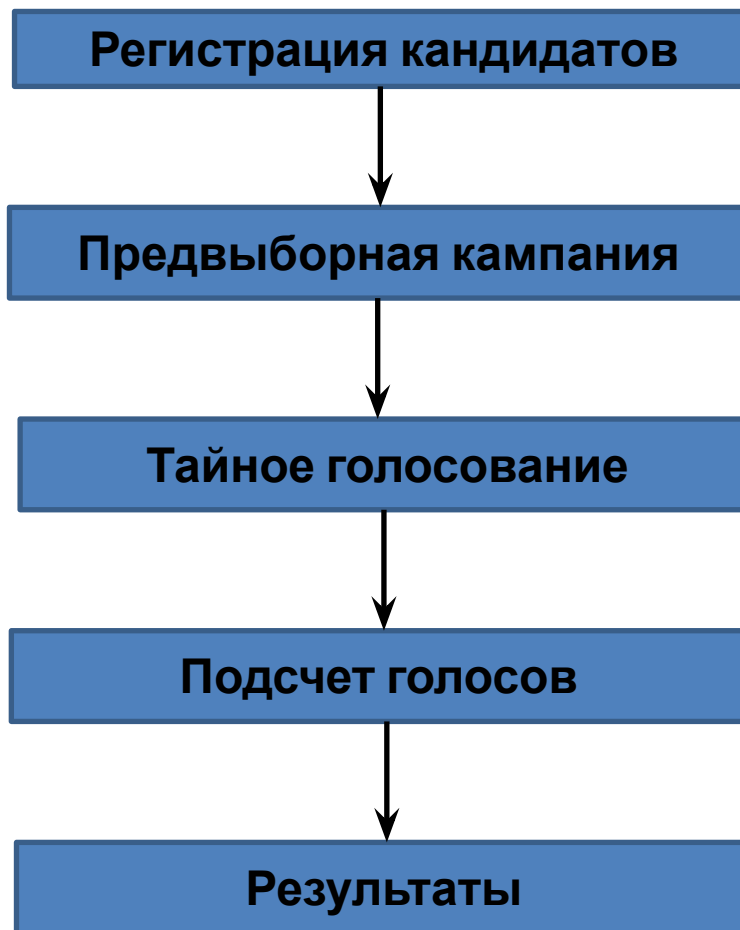 Регистрация кандидатов
Предвыборная кампания
Тайное голосование
Подсчет голосов
Результаты